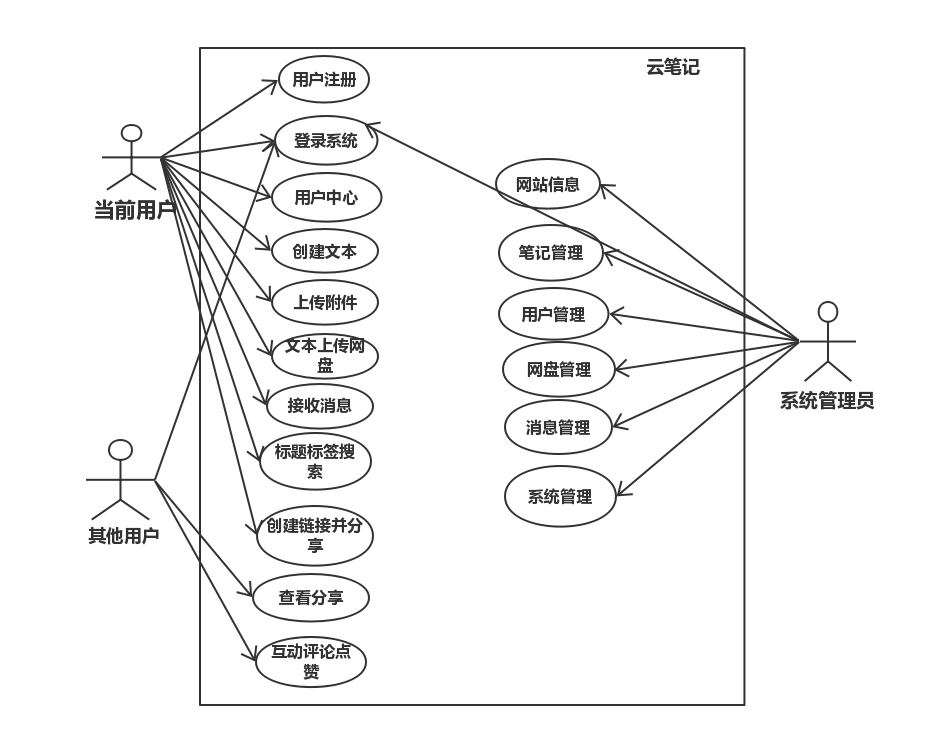 云笔记
用户注册
登录系统
用户中心
创建文本
上传附件
文本上传网
盘
接收消息
标题标签搜
索
创建链接并分
享
查看分享
互动评论点
赞
网站信息
笔记管理
用户管理
网盘管理
消息管理
系统管理
当前用户
其他用户
系统管理员